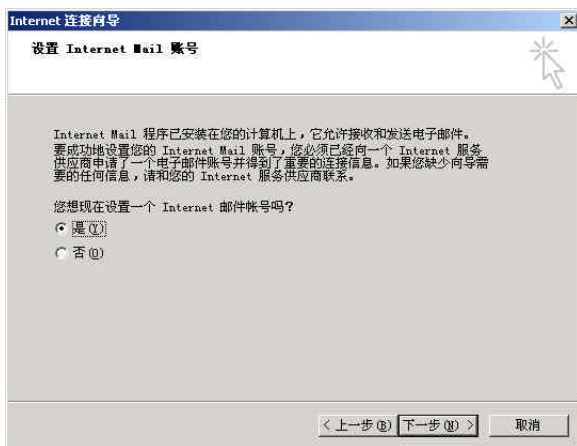 Internet 连接向导
设置 Internet Mail 账号
Internet Mail 程序已安装在您的计算机上，它允许接收和发送电子邮件。
要成功地设置您的 Internet Mail 账号，您必须已经向一个 Internet 服务
供应商申请了一个电子邮件账号并得到了重要的连接信息。如果您缺少向导需
要的任何信息，请和您的 Internet 服务供应商联系。
您想现在设置一个 Internet 邮件帐号吗？
是(Y)
否(O)
< 上一步(B) 下一步(N) > 取消